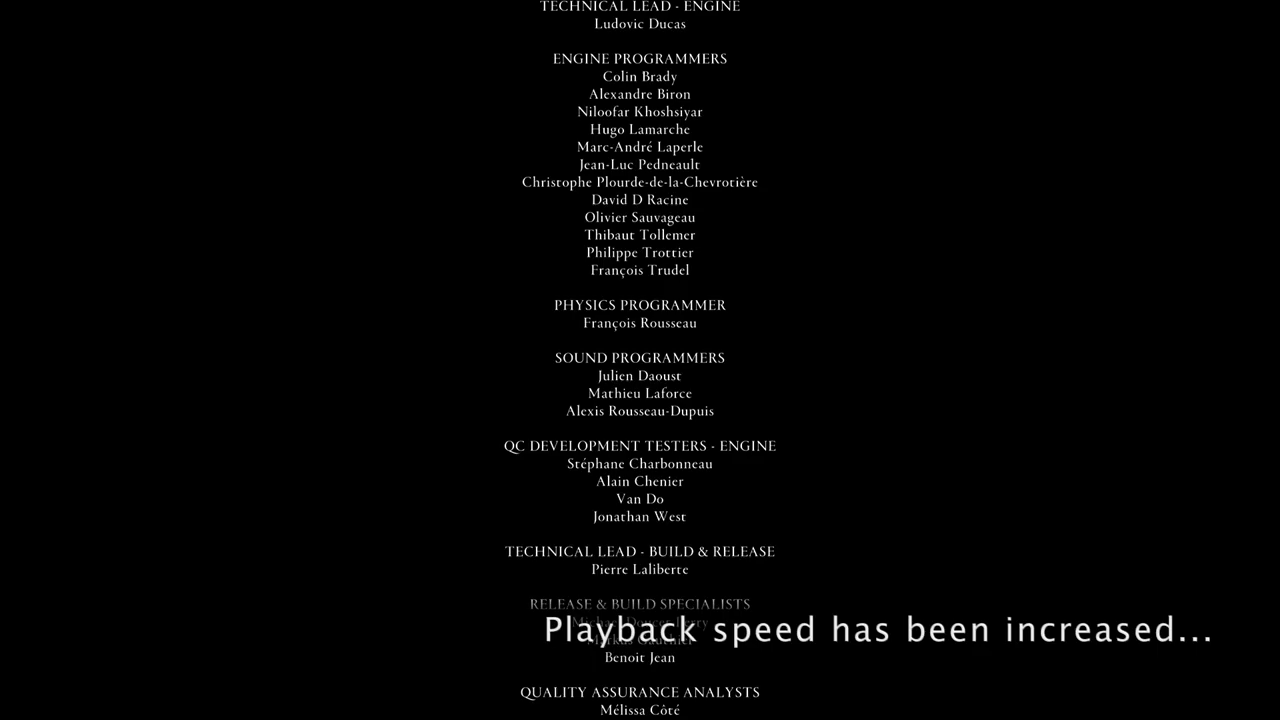 TECHNICAL LEAD - ENGINE
Ludovic Ducas
ENGINE PROGRAMMERS
Colin Brady
Alexandre Biron
Niloofar Khoshsiyar
Hugo Lamarche
Marc-André Laperle
Jean-Luc Pedneault
Christophe Plourde-de-la-Chevrotière
David D Racine
Olivier Sauvageau
Thibaut Tollemer
Philippe Trottier
François Trudel
PHYSICS PROGRAMMER
François Rousseau
SOUND PROGRAMMERS
Julien Daoust
Mathieu Laforce
Alexis Rousseau-Dupuis
QC DEVELOPMENT TESTERS - ENGINE
Stéphane Charbonneau
Alain Chenier
Van Do
Jonathan West
TECHNICAL LEAD - BUILD & RELEASE
Pierre Laliberte
RELEASE & BUILD SPECIALISTS
Playback speed has been increased...
Benoit Jean
QUALITY ASSURANCE ANALYSTS
Mélissa Côté